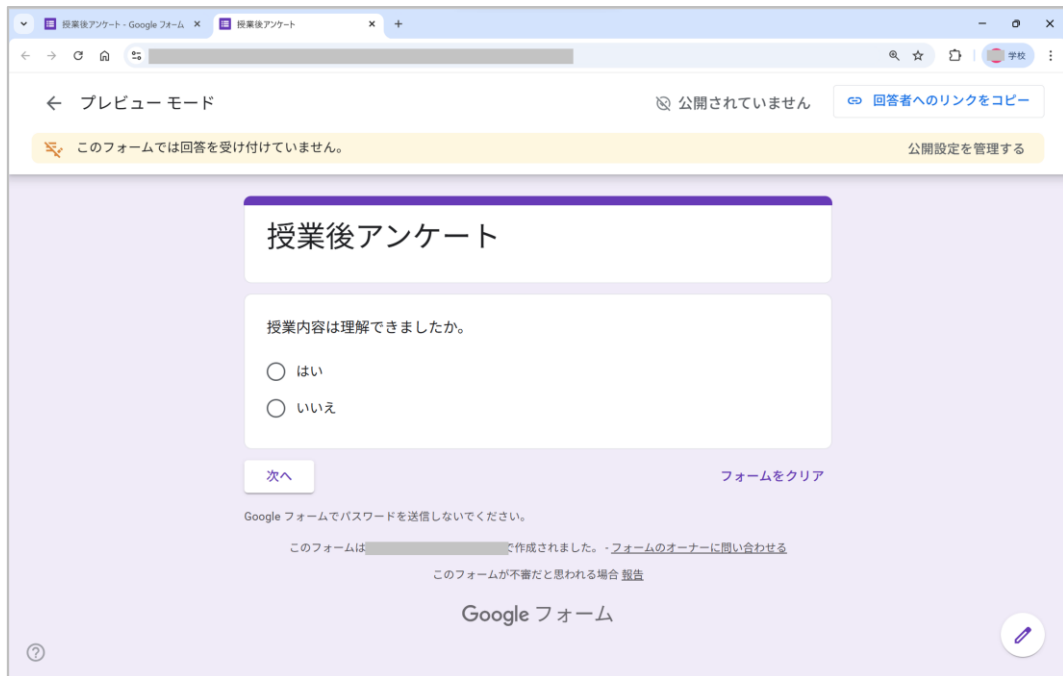 授業後アンケート - Google フォーム
授業後アンケート
学校
プレビュー モード
公開されていません
回答者へのリンクをコピー
このフォームでは回答を受け付けていません。
公開設定を管理する
授業後アンケート
授業内容は理解できましたか。
はい
いいえ
次へ
フォームをクリア
Google フォームでパスワードを送信しないでください。
このフォームは で作成されました。 - フォームのオーナーに問い合わせる
このフォームが不審だと思われる場合 報告
Google フォーム